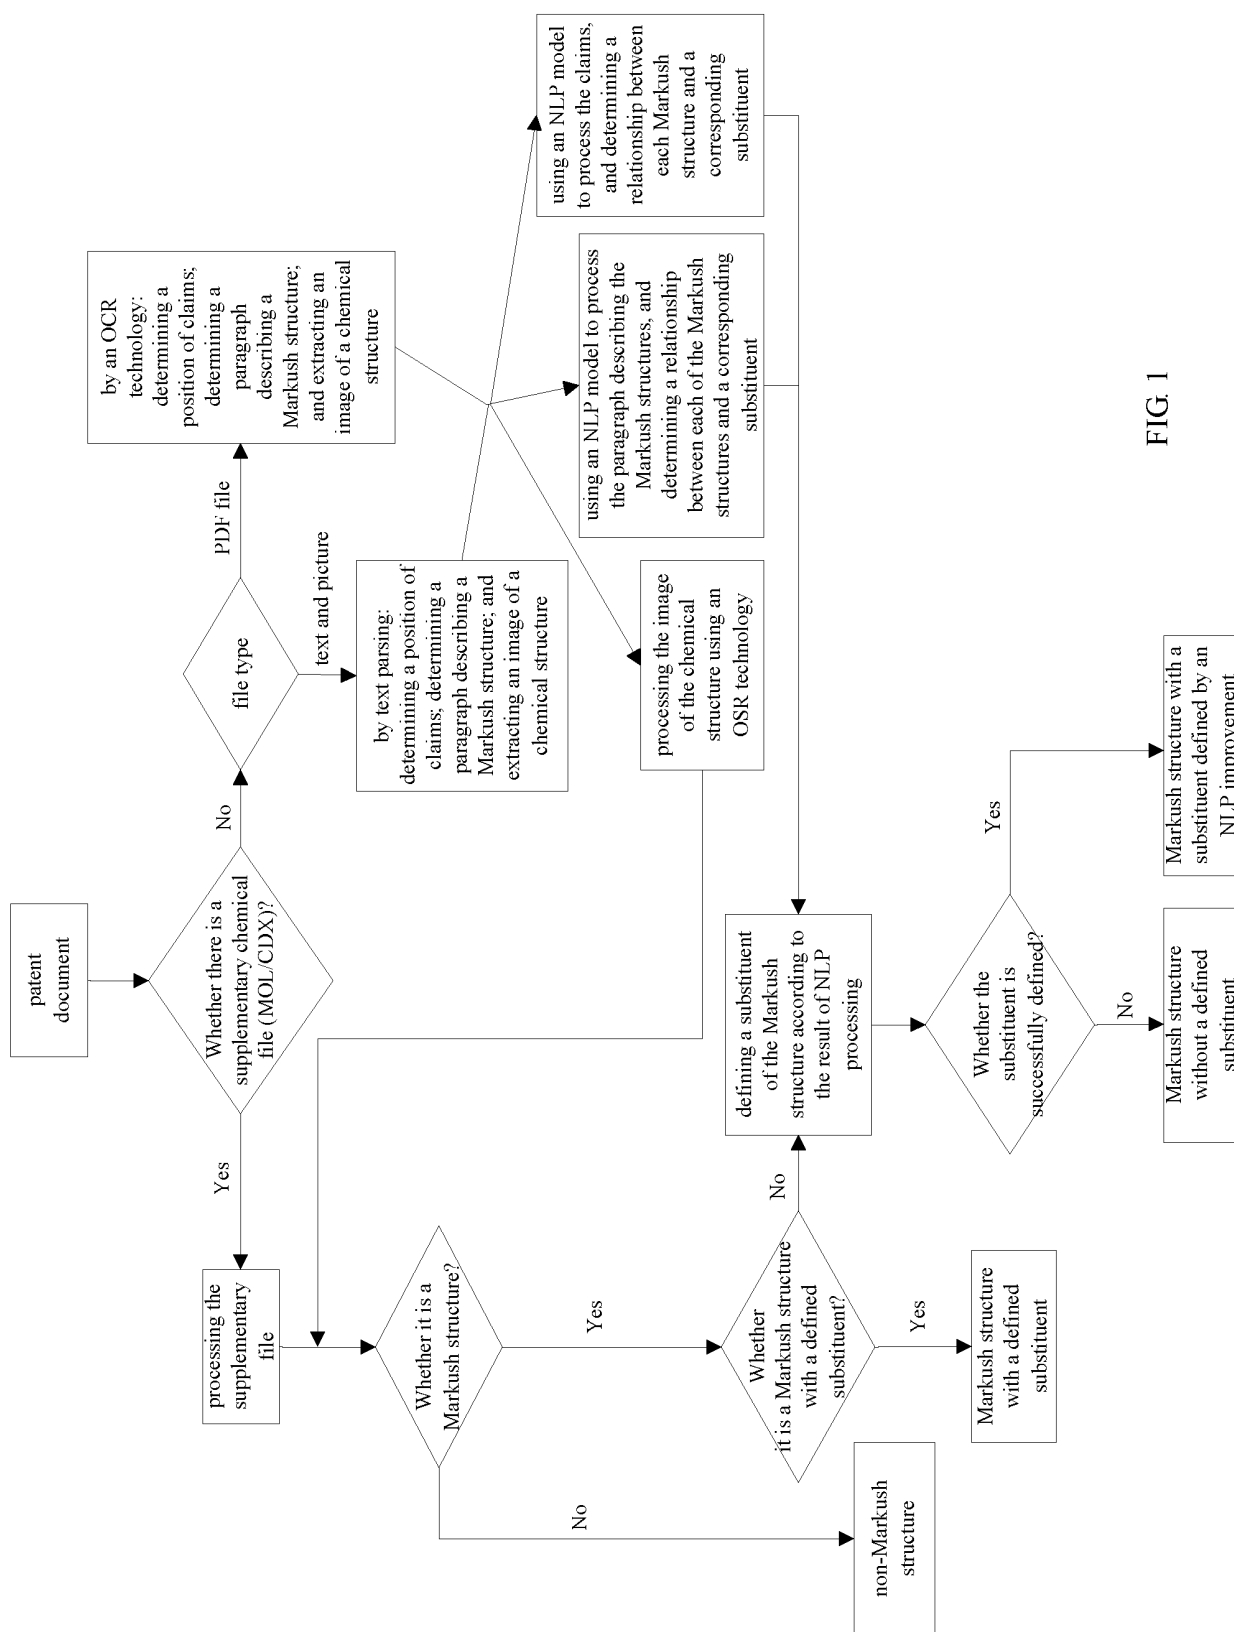 patent
document
Whether there is a
supplementary chemical
file (MOL/CDX)?
Yes
No
processing the
supplementary
file
file type
PDF file
text and picture
by an OCR
technology:
determining a
position of claims;
determining a
paragraph
describing a
Markush structure;
and extracting an
image of a chemical
structure
by text parsing:
determining a position of
claims; determining a
paragraph describing a
Markush structure; and
extracting an image of a
chemical structure
Whether it is a
Markush structure?
Yes
No
processing the image
of the chemical
structure using an
OSR technology
using an NLP model to process
the paragraph describing the
Markush structures, and
determining a relationship
between each of the Markush
structures and a corresponding
substituent
using an NLP model
to process the claims,
and determining a
relationship between
each Markush
structure and a
corresponding
substituent
non-Markush
structure
Whether
it is a Markush structure
with a defined
substituent?
No
Yes
defining a substituent
of the Markush
structure according to
the result of NLP
processing
Markush structure
with a defined
substituent
Whether the
substituent is
successfully defined?
Yes
No
Markush structure
without a defined
substituent
Markush structure with a
substituent defined by an
NLP improvement
FIG. 1